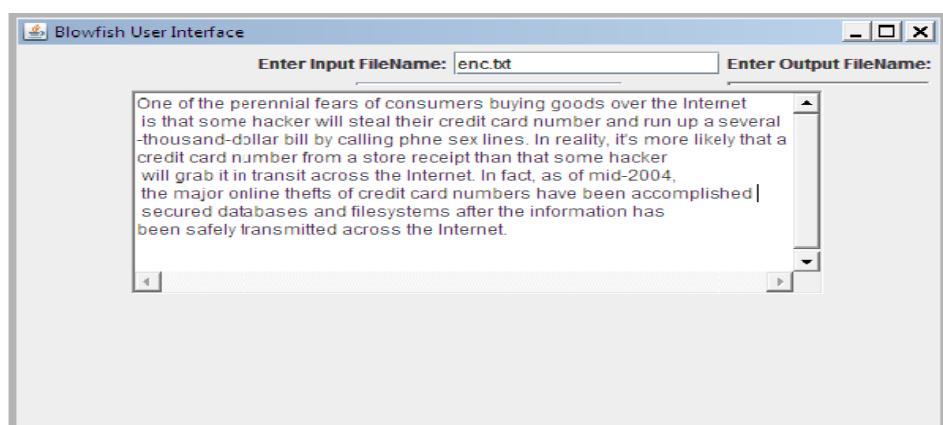 Blowfish User Interface
Enter Input FileName: enc.txt Enter Output FileName:
One of the perennial fears of consumers buying goods over the Internet
is that some hacker will steal their credit card number and run up a several
-thousand-dollar bill by calling phne sex lines. In reality, it's more likely that a
credit card number from a store receipt than that some hacker
will grab it in transit across the Internet. In fact, as of mid-2004,
the major online thefts of credit card numbers have been accomplished
secured databases and filesystems after the information has
been safely transmitted across the Internet.